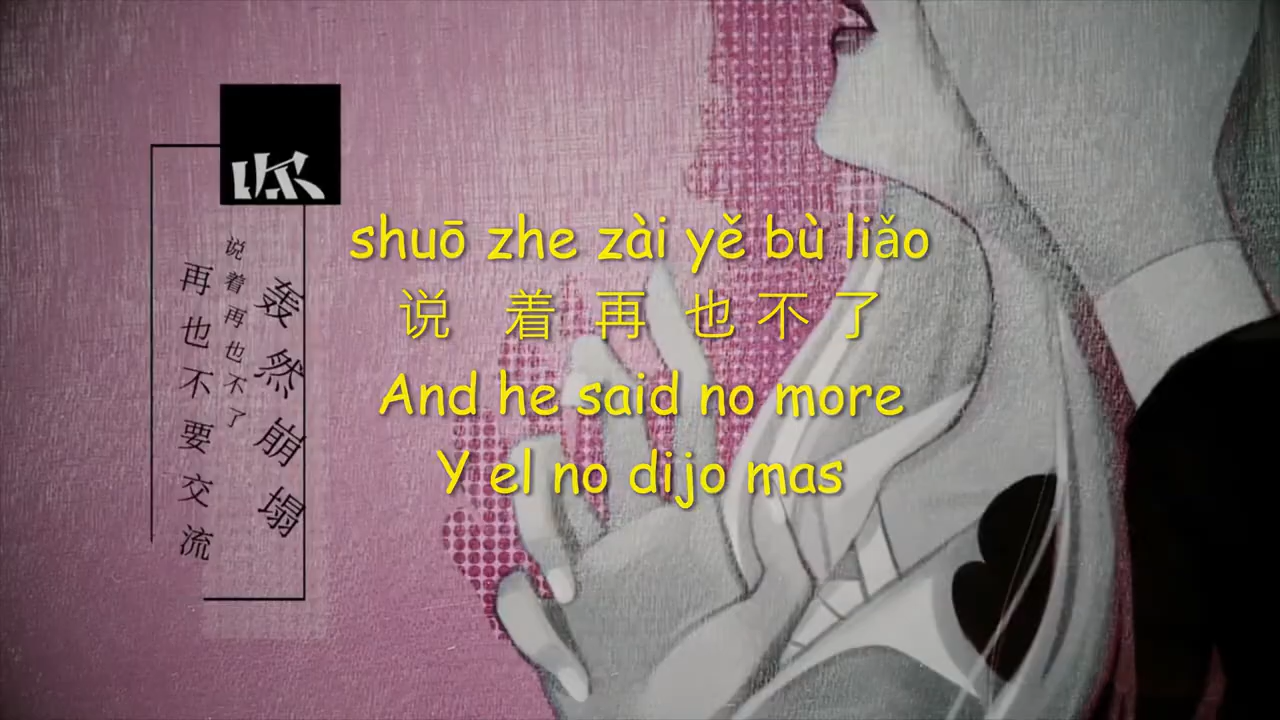 你
轰然崩塌
说着再也不了
再也不要交流
shuō zhe zài yě bù liǎo
说 着 再 也 不 了
And he said no more
Y el no dijo mas